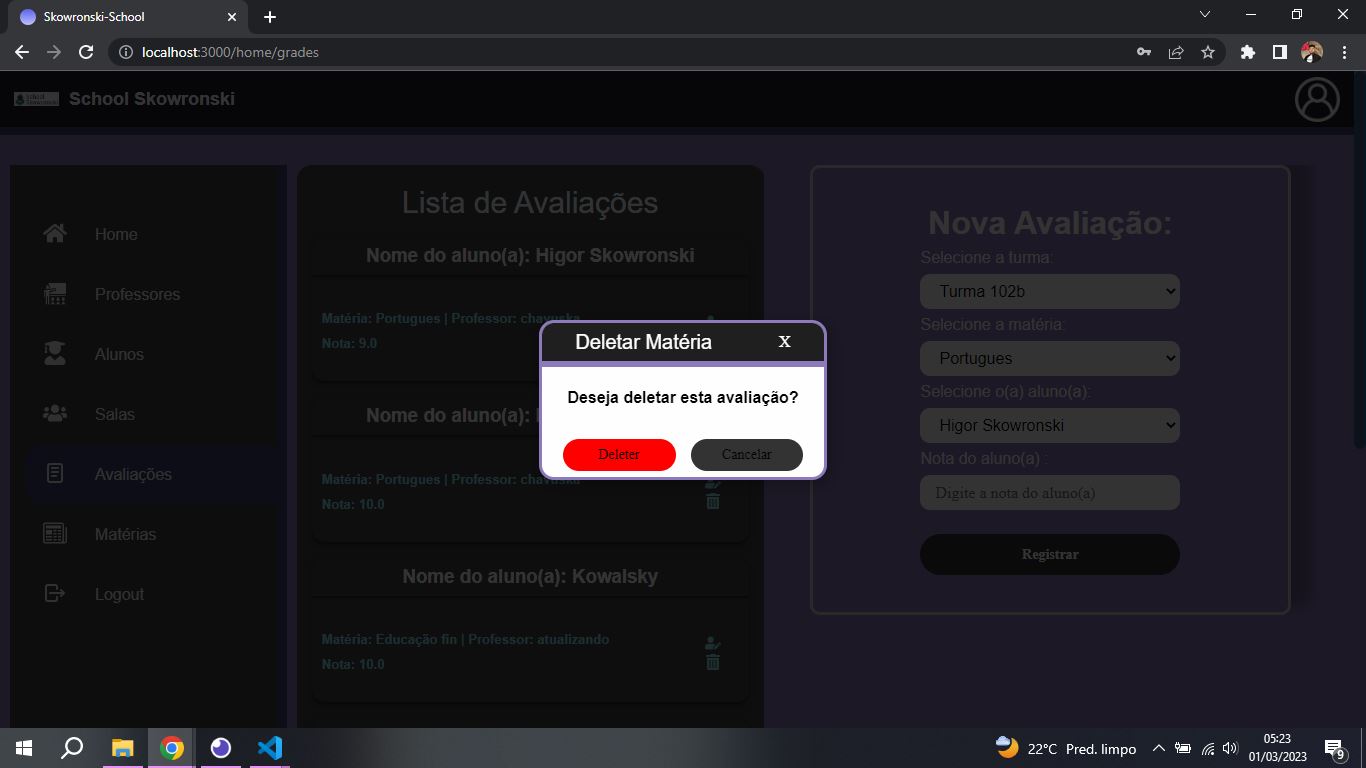 Skowronski-School
localhost:3000/home/grades
School Skowronski
Home
Professores
Alunos
Salas
Avaliações
Matérias
Logout
Lista de Avaliações
Nome do aluno(a): Higor Skowronski
Matéria: Portugues | Professor: chavuska
Nota: 9.0
Nome do aluno(a):
Matéria: Portugues | Professor: chavuska
Nota: 10.0
Nome do aluno(a): Kowalsky
Matéria: Educação fin | Professor: atualizando
Nota: 10.0
Deletar Matéria X
Deseja deletar esta avaliação?
Deleter Cancelar
Nova Avaliação:
Selecione a turma:
Turma 102b
Selecione a matéria:
Portugues
Selecione o(a) aluno(a):
Higor Skowronski
Nota do aluno(a) :
Digite a nota do aluno(a)
Registrar
22°C Pred. limpo
05:23
01/03/2023
9